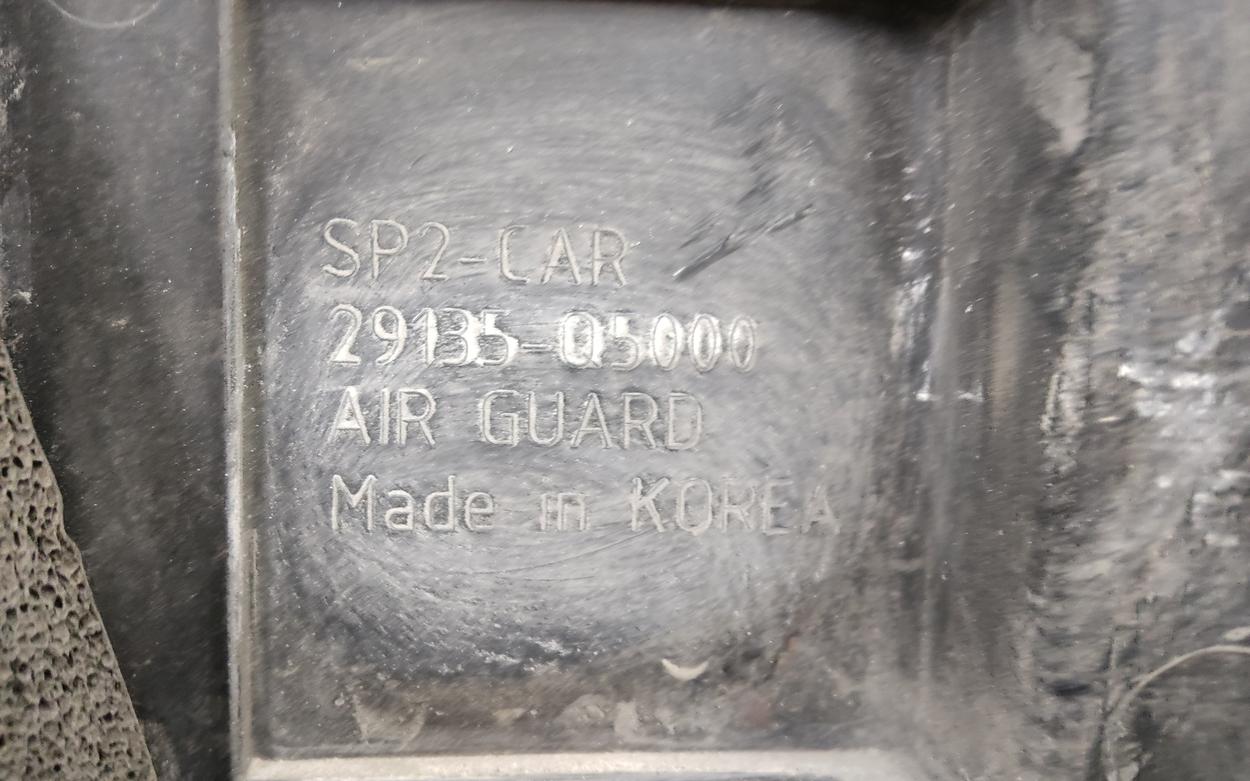 SP2-CAR
29135-Q5000
AIR GUARD
Made in KOREA